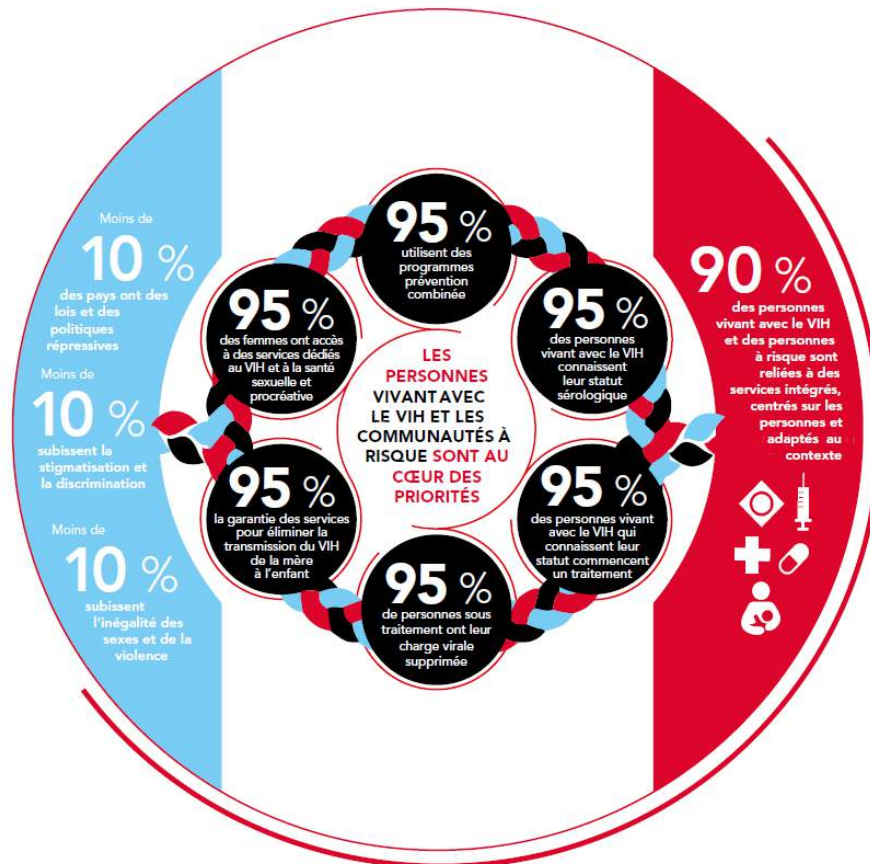 Moins de
10 %
des pays ont des
lois et des
politiques
répressives
Moins de
10 %
subissent la
stigmatisation et
la discrimination
Moins de
10 %
subissent
l'inégalité des
sexes et de la
violence
95 %
utilisent des
programmes
prévention
combinée
95 %
des personnes
vivant avec le VIH
connaissent
leur statut
sérologique
95 %
des personnes vivant
avec le VIH qui
connaissent leur
statut commencent
un traitement
95 %
de personnes sous
traitement ont leur
charge virale
supprimée
95 %
la garantie des services
pour éliminer la
transmission du VIH
de la mère
à l'enfant
95 %
des femmes ont accès
à des services dédiés
au VIH et à la santé
sexuelle et
procréative
LES
PERSONNES
VIVANT AVEC
LE VIH ET LES
COMMUNAUTÉS À
RISQUE SONT AU
CŒUR DES
PRIORITÉS
90 %
des personnes
vivant avec le VIH
et des personnes
à risque sont
reliées à des
services intégrés,
centrés sur les
personnes et
adaptés au
contexte